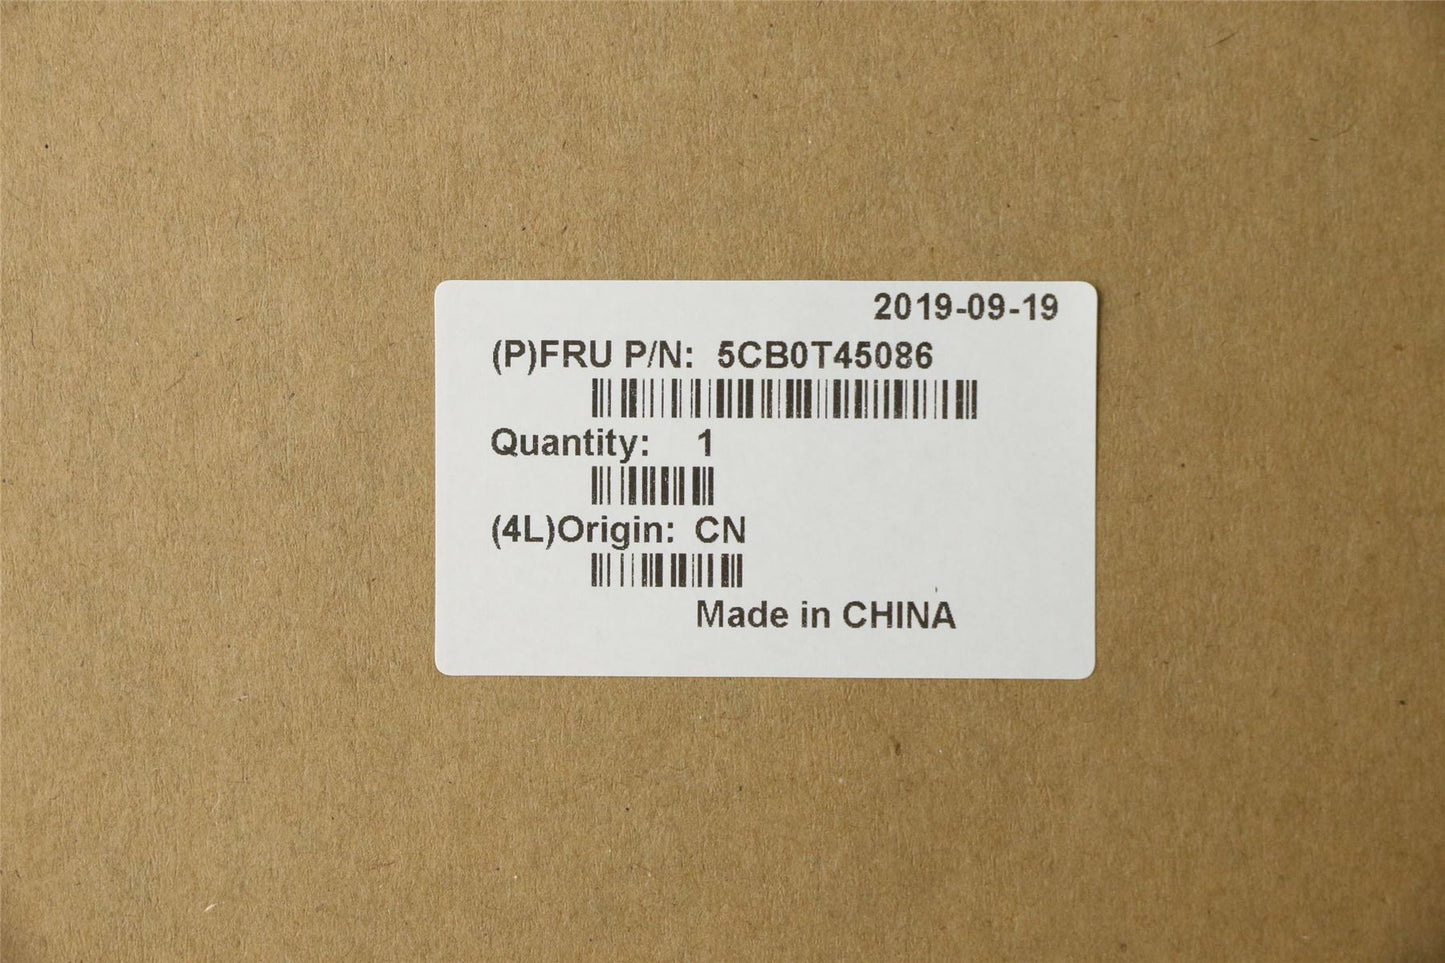 2019-09-19
(P)FRU P/N: 5CB0T45086
Quantity: 1
(4L)Origin: CN
Made in CHINA